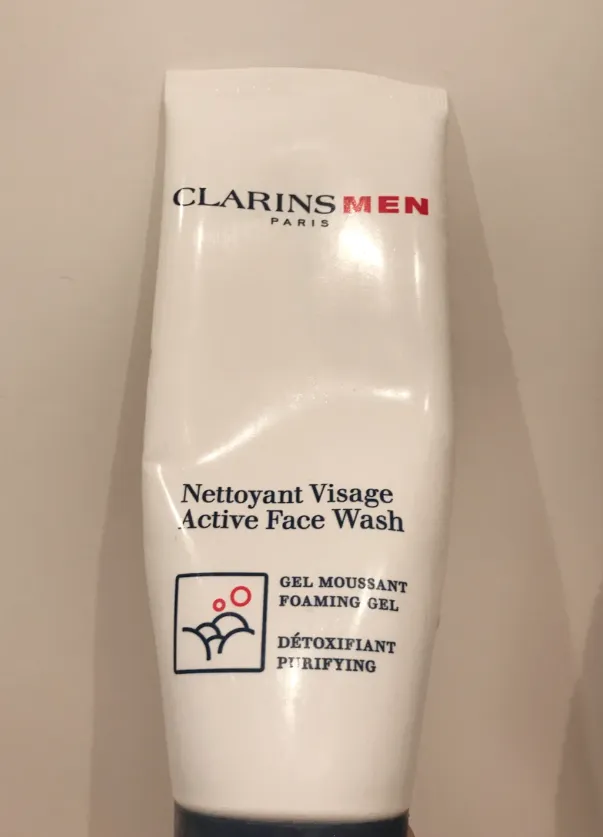 CLARINSMEN
PARIS
Nettoyant Visage
Active Face Wash
GEL MOUSSANT
FOAMING GEL
DÉTOXIFIANT
PURIFYING